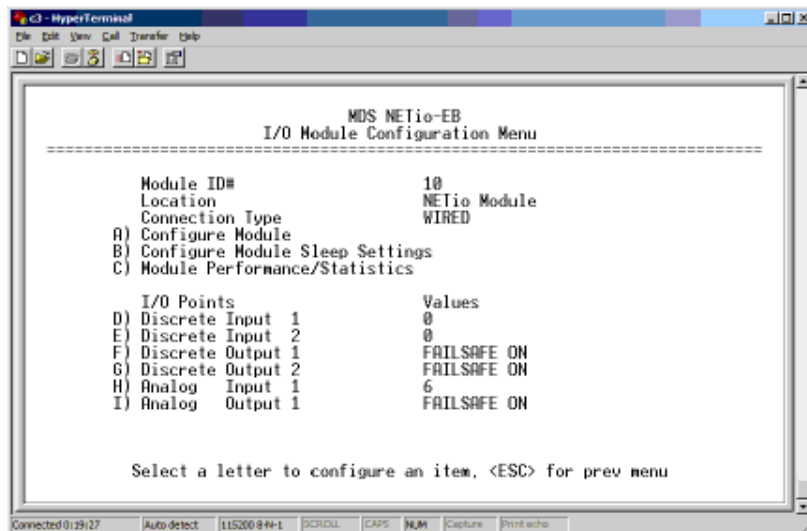 c3 - HyperTerminal
File Edit View Call Transfer Help
MDS NETio-EB
I/O Module Configuration Menu
================================================================================
Module ID# 10
Location NETio Module
Connection Type WIRED
A) Configure Module
B) Configure Module Sleep Settings
C) Module Performance/Statistics
I/O Points Values
D) Discrete Input 1 0
E) Discrete Input 2 0
F) Discrete Output 1 FAILSAFE ON
G) Discrete Output 2 FAILSAFE ON
H) Analog Input 1 6
I) Analog Output 1 FAILSAFE ON
Select a letter to configure an item, <ESC> for prev menu
Connected 0:19:27 Auto detect 115200 8-N-1 SCROLL CAPS NUM Capture Print echo